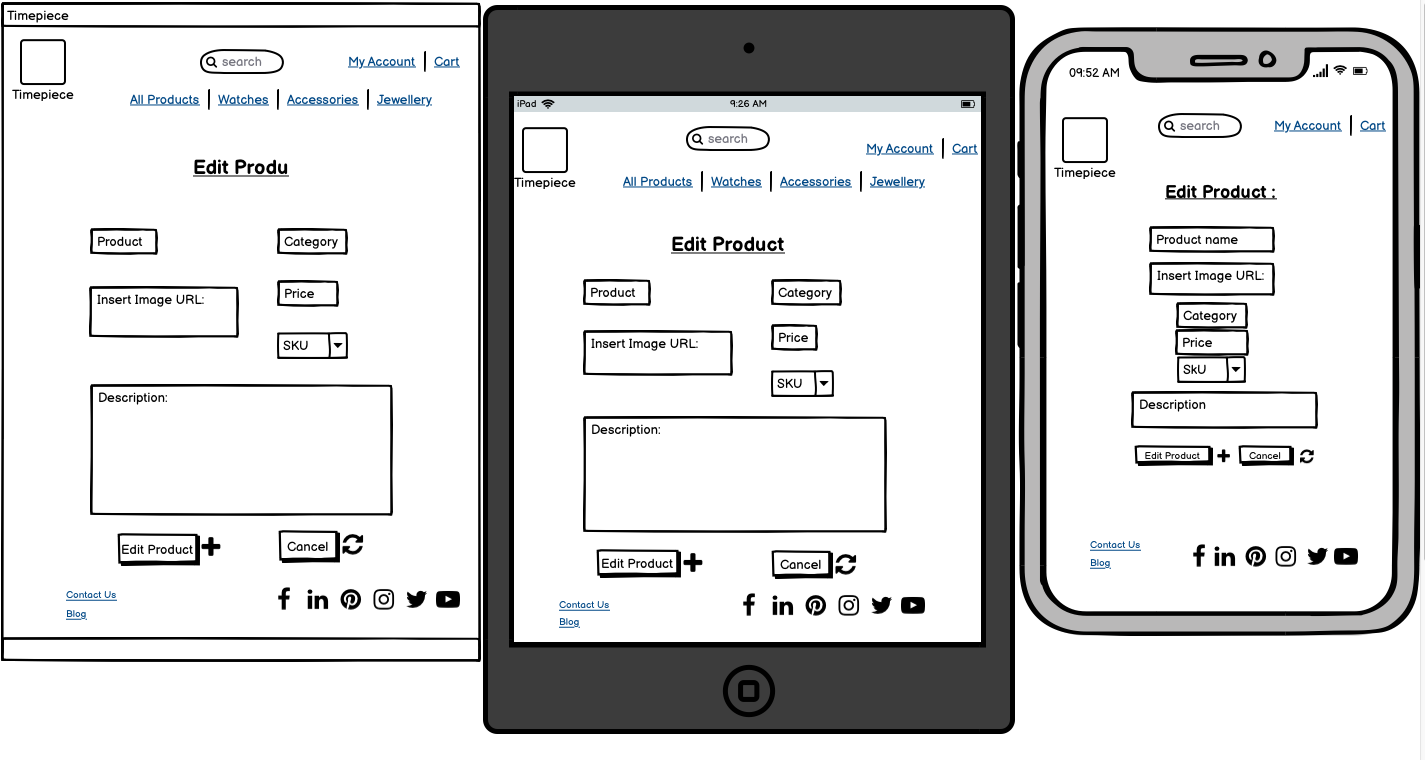 Timepiece
search
My Account Cart
Timepiece
All Products Watches Accessories Jewellery
Edit Produ
Product Category
Insert Image URL:
Price
SKU
Description:
Edit Product Cancel
Contact Us
Blog
iPad 9:26 AM
search
My Account Cart
Timepiece
All Products Watches Accessories Jewellery
Edit Product
Product Category
Insert Image URL:
Price
SKU
Description:
Edit Product Cancel
Contact Us
Blog
09:52 AM
search
My Account Cart
Timepiece
Edit Product :
Product name
Insert Image URL:
Category
Price
SkU
Description
Edit Product Cancel
Contact Us
Blog